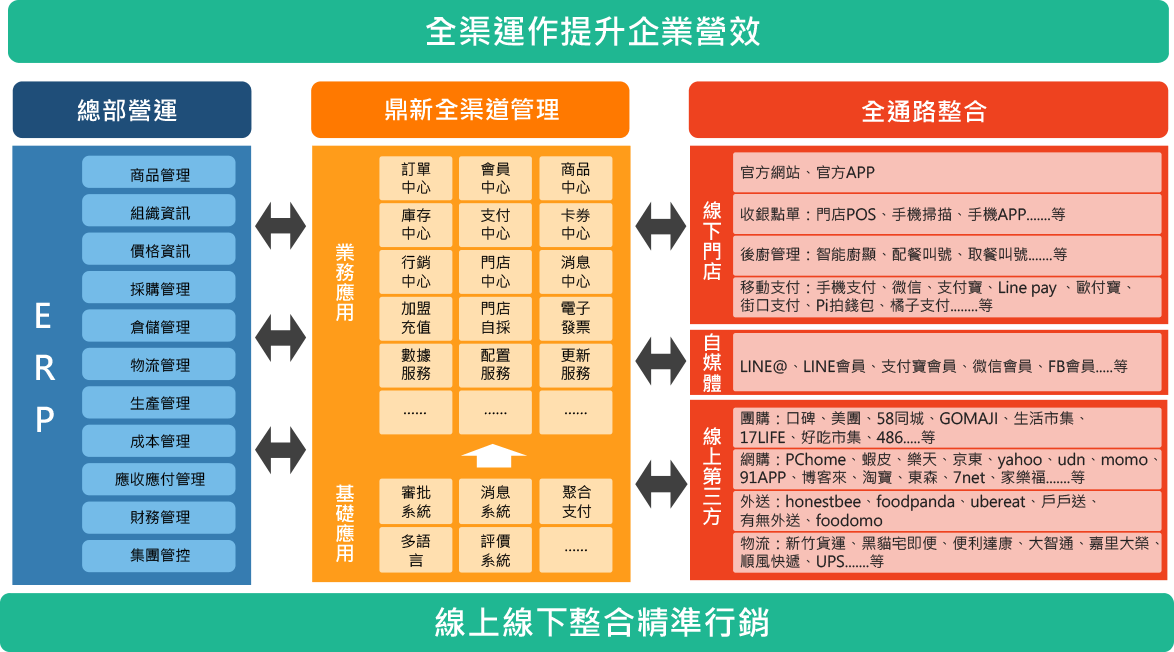 全渠運作提升企業營效
總部營運
ERP
商品管理
組織資訊
價格資訊
採購管理
倉儲管理
物流管理
生產管理
成本管理
應收應付管理
財務管理
集團管控
鼎新全渠道管理
業務應用
訂單
中心
會員
中心
商品
中心
庫存
中心
支付
中心
卡券
中心
行銷
中心
門店
中心
消息
中心
加盟
充值
門店
自採
電子
發票
數據
服務
配置
服務
更新
服務
......
......
......
基礎應用
審批
系統
消息
系統
聚合
支付
多語
言
評價
系統
......
全通路整合
線下門店
官方網站、官方APP
收銀點單：門店POS、手機掃描、手機APP.......等
後廚管理：智能廚顯、配餐叫號、取餐叫號.......等
移動支付：手機支付、微信、支付寶、Line pay 、歐付寶、
街口支付、Pi拍錢包、橘子支付........等
自媒體
LINE@、LINE會員、支付寶會員、微信會員、FB會員.....等
線上第三方
團購：口碑、美團、58同城、GOMAJI、生活市集、
17LIFE、好吃市集、486.....等
網購：PChome、蝦皮、樂天、京東、yahoo、udn、momo、
91APP、博客來、淘寶、東森、7net、家樂福.......等
外送：honestbee、foodpanda、ubereat、戶戶送、
有無外送、foodomo
物流：新竹貨運、黑貓宅即便、便利達康、大智通、嘉里大榮、
順風快遞、UPS.......等
線上線下整合精準行銷